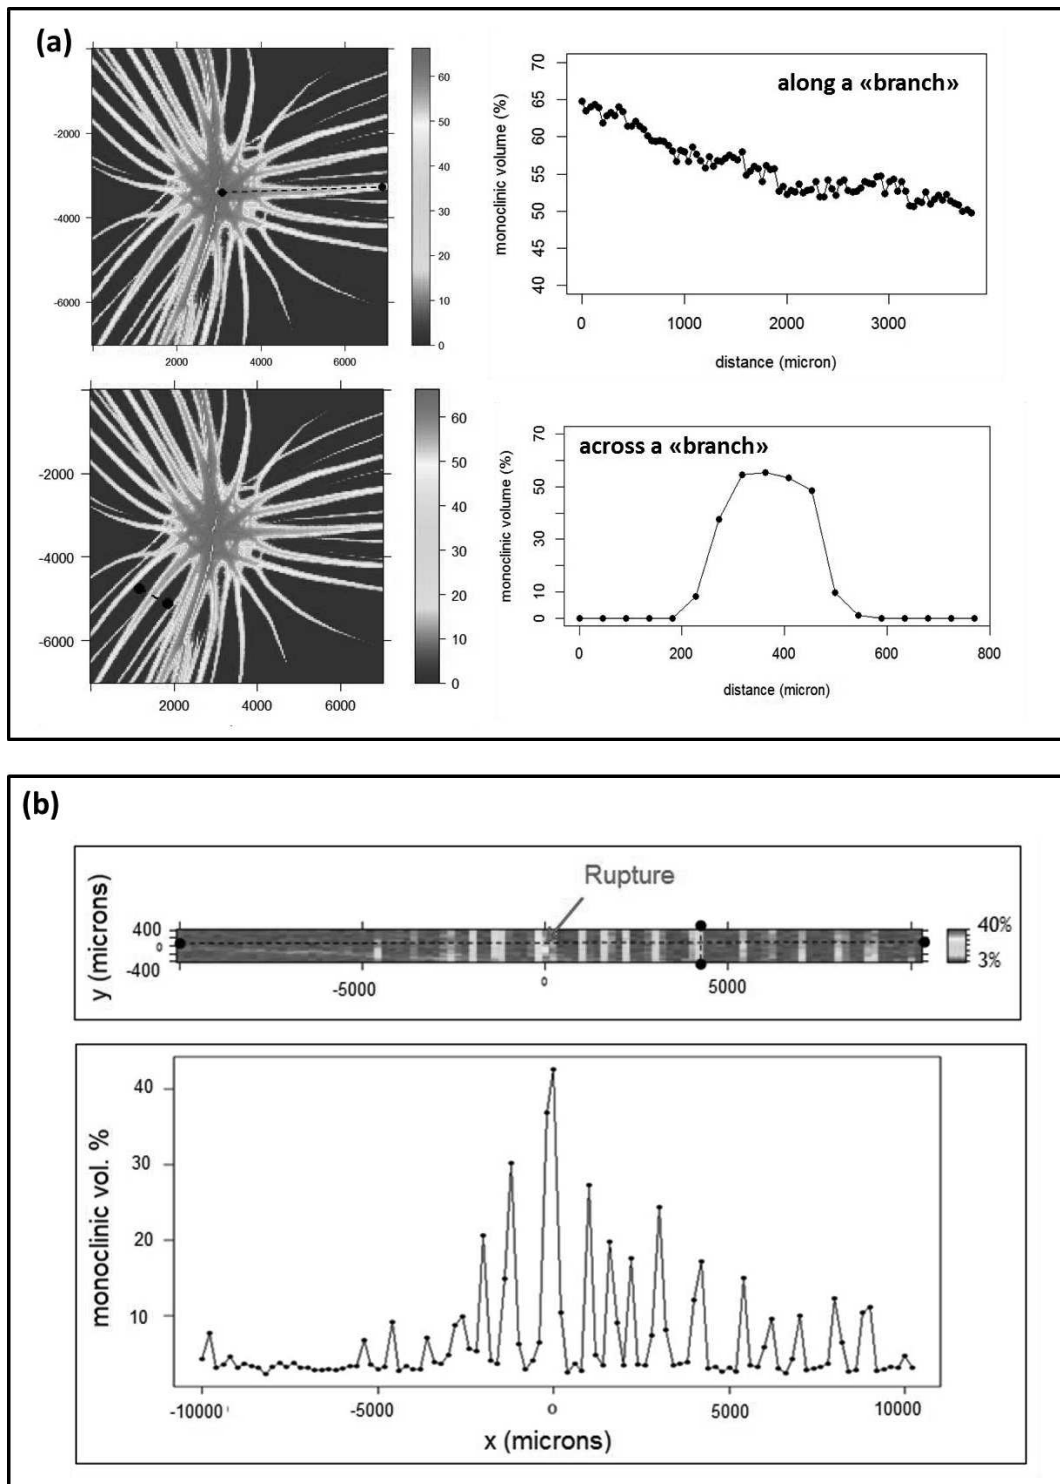 (a)
-2000
-4000
-6000
2000 4000 6000
60
50
40
30
20
10
0
along a «branch»
monoclinic volume (%)
70
65
60
55
50
45
40
0 1000 2000 3000
distance (micron)
-2000
-4000
-6000
2000 4000 6000
60
50
40
30
20
10
0
across a «branch»
monoclinic volume (%)
70
50
30
10
0
0 200 400 600 800
distance (micron)
(b)
Rupture
y (microns)
400
0
-400
-5000 0 5000
40%
3%
monoclinic vol. %
40
30
20
10
-10000 -5000 0 5000 10000
x (microns)